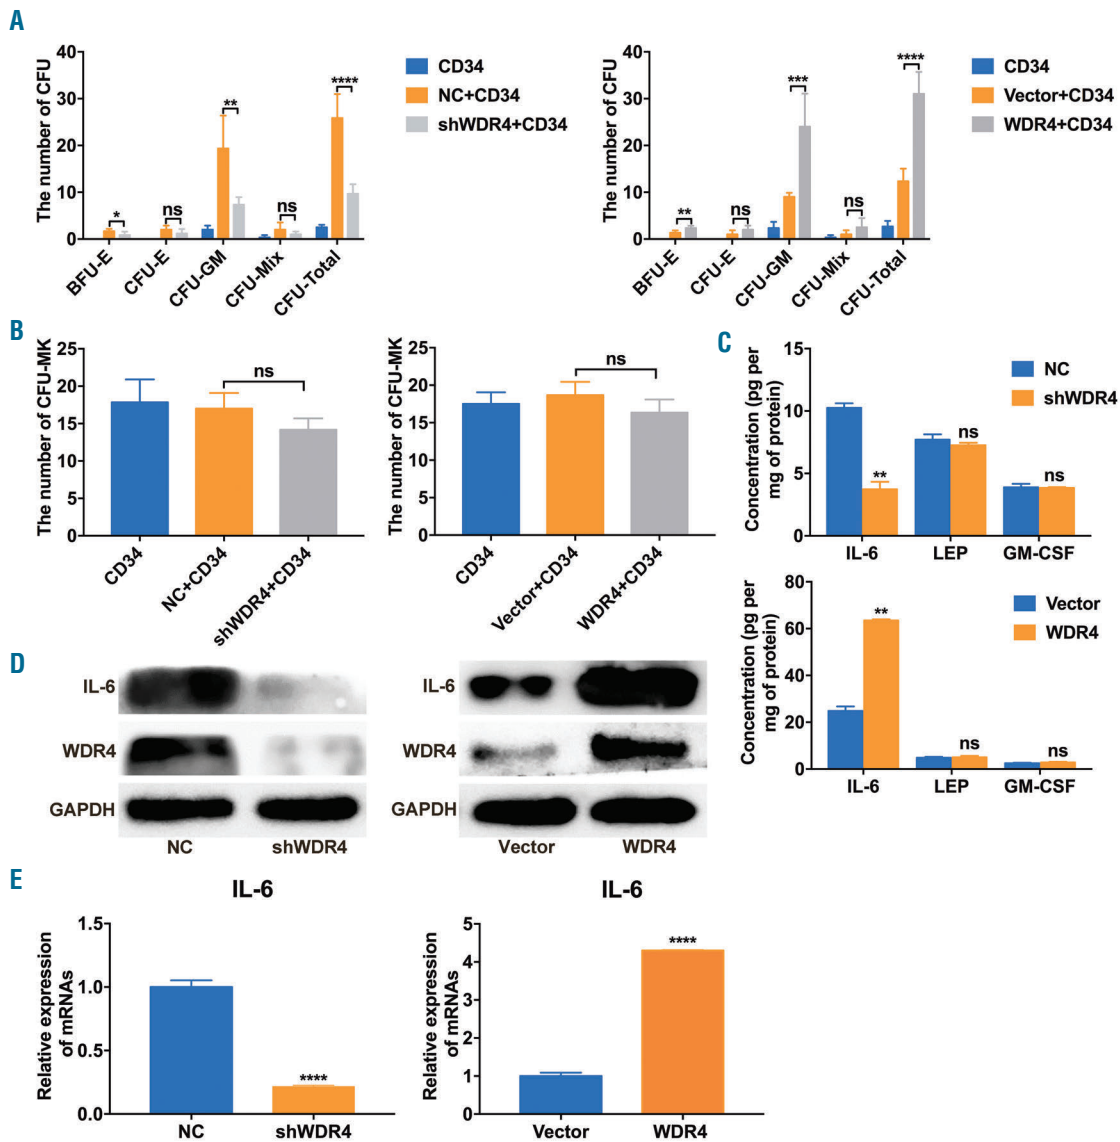 A
The number of CFU
40
30
20
10
0
* ns ** ns ****
BFU-E
CFU-E
CFU-GM
CFU-Mix
CFU-Total
CD34
NC+CD34
shWDR4+CD34
The number of CFU
40
30
20
10
0
** ns *** ns ****
BFU-E
CFU-E
CFU-GM
CFU-Mix
CFU-Total
CD34
Vector+CD34
WDR4+CD34
B
The number of CFU-MK
25
20
15
10
5
0
ns
CD34
NC+CD34
shWDR4+CD34
The number of CFU-MK
25
20
15
10
5
0
ns
CD34
Vector+CD34
WDR4+CD34
C
Concentration (pg per
mg of protein)
15
10
5
0
** ns ns
IL-6 LEP GM-CSF
NC
shWDR4
Concentration (pg per
mg of protein)
80
60
40
20
0
** ns ns
IL-6 LEP GM-CSF
Vector
WDR4
D
IL-6
WDR4
GAPDH
NC shWDR4
IL-6
WDR4
GAPDH
Vector WDR4
E
IL-6
Relative expression
of mRNAs
1.5
1.0
0.5
0.0
****
NC shWDR4
IL-6
Relative expression
of mRNAs
5
4
3
2
1
0
****
Vector WDR4